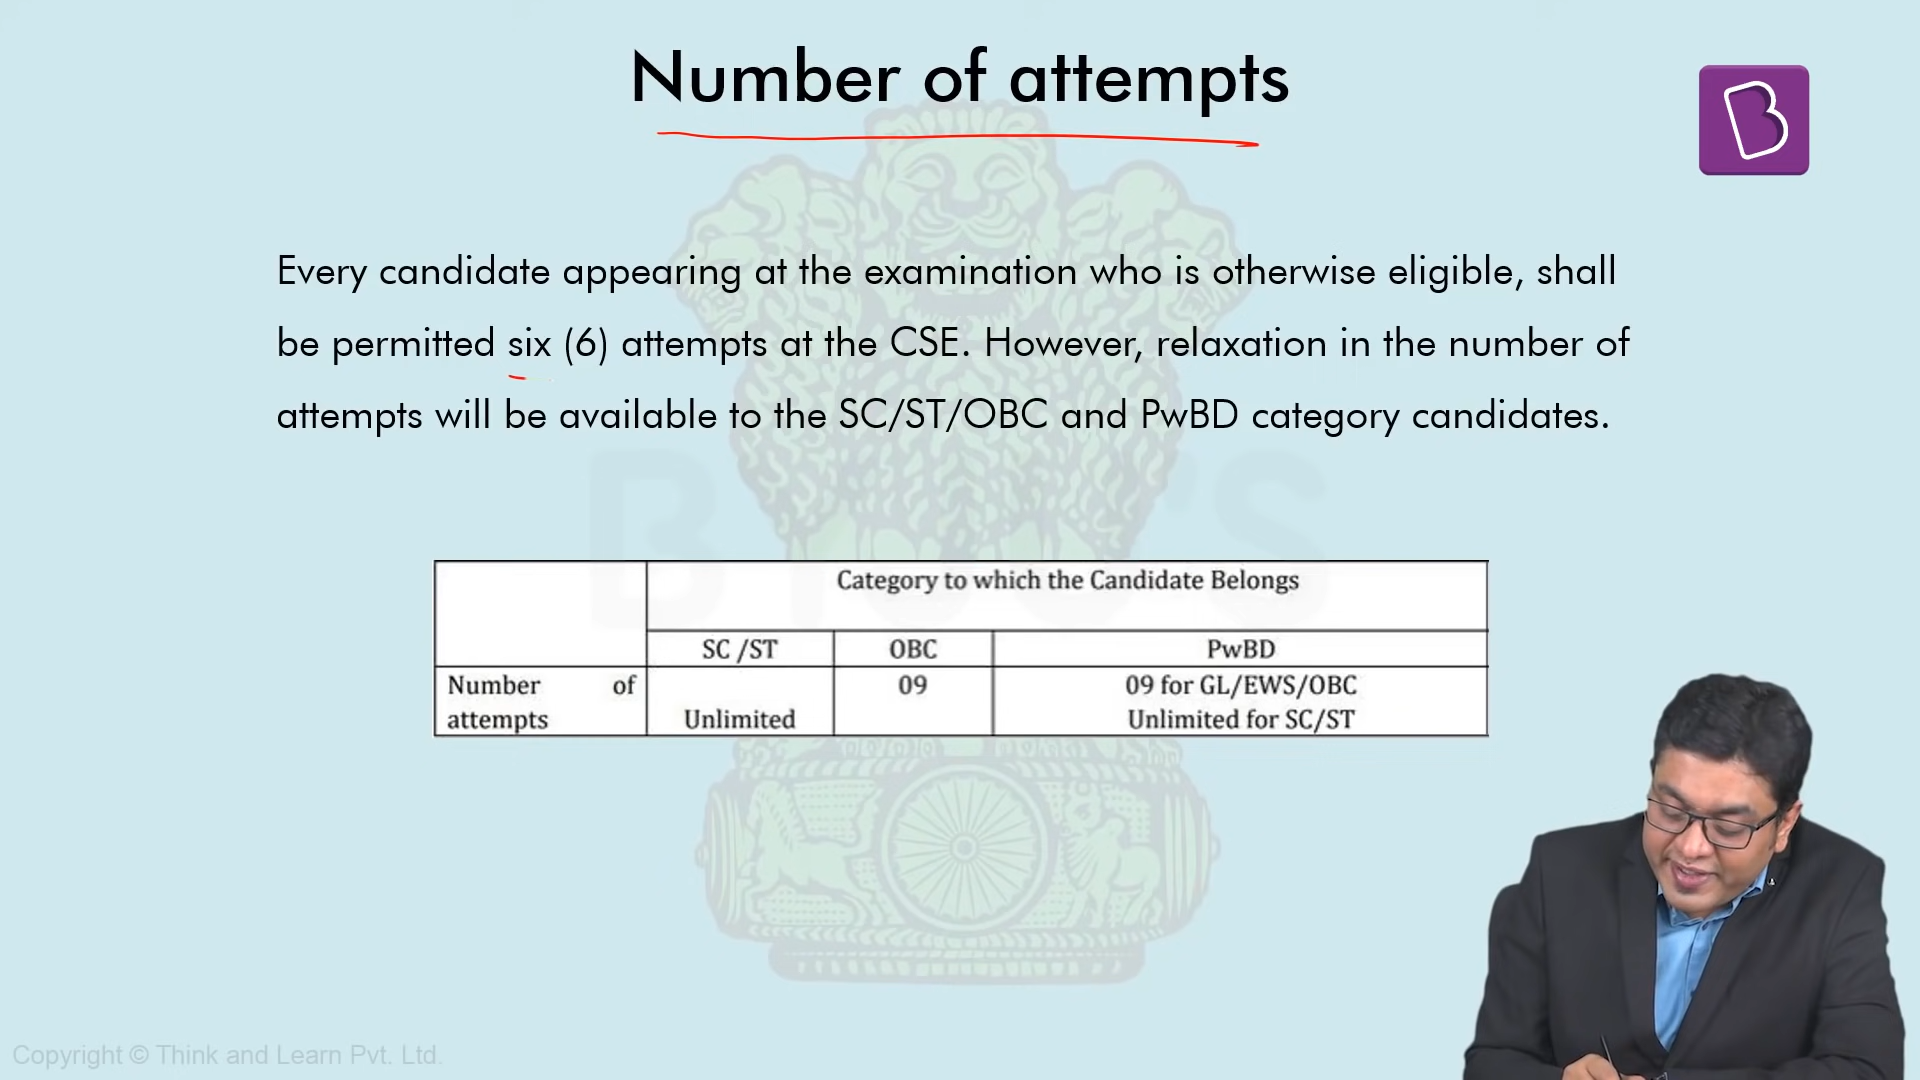 Number of attempts
B
Every candidate appearing at the examination who is otherwise eligible, shall
be permitted six (6) attempts at the CSE. However, relaxation in the number of
attempts will be available to the SC/ST/OBC and PwBD category candidates.
BYJU'S
Category to which the Candidate Belongs
SC /ST OBC PwBD
Number of attempts
Unlimited
09
09 for GL/EWS/OBC
Unlimited for SC/ST
Copyright © Think and Learn Pvt. Ltd.